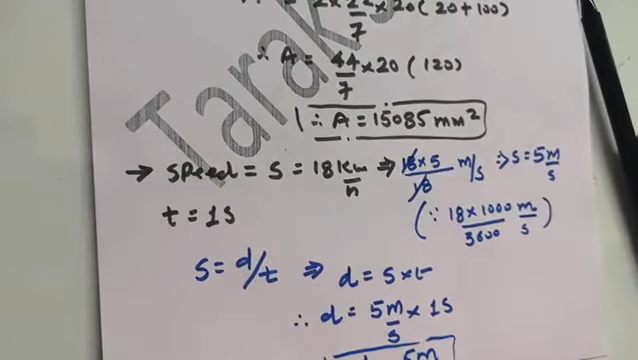 2 × 22/7 × 20 (20 + 100)
∴ A = 44/7 × 20 (120)
∴ A = 15085 mm²
→ Speed = S = 18 Km/h ⇒ 18 × 5/18 m/s ⇒ S = 5 m/s
t = 1s
(∵ 18 × 1000/3600 m/s)
S = d/t ⇒ d = S × t
∴ d = 5 m/s × 1s
5m
Tarak